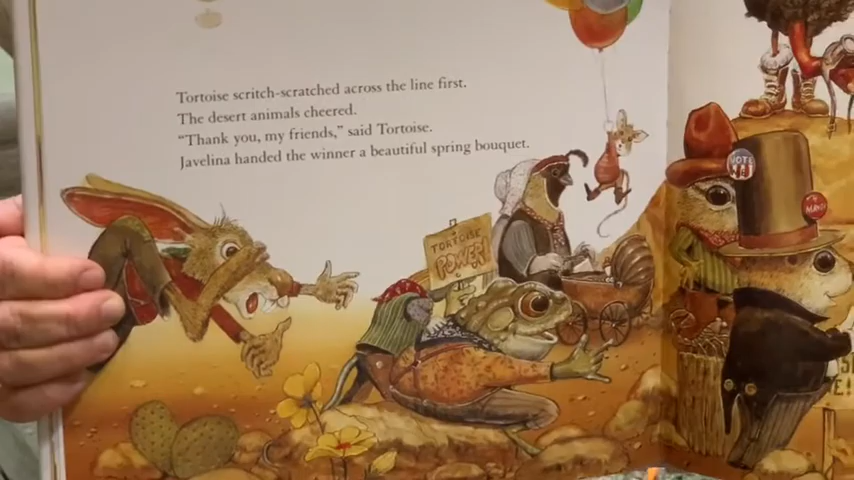 Tortoise scritch-scratched across the line first.
The desert animals cheered.
"Thank you, my friends," said Tortoise.
Javelina handed the winner a beautiful spring bouquet.
TORTOISE
POWER!
VOTE